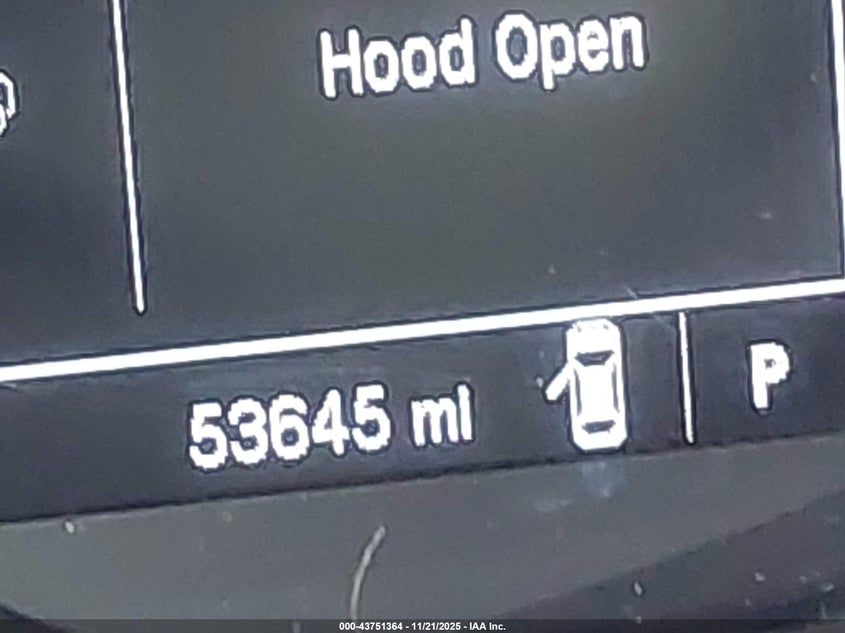 Hood Open
53645 mi
P
000-43751364 - 11/21/2025 - IAA Inc.